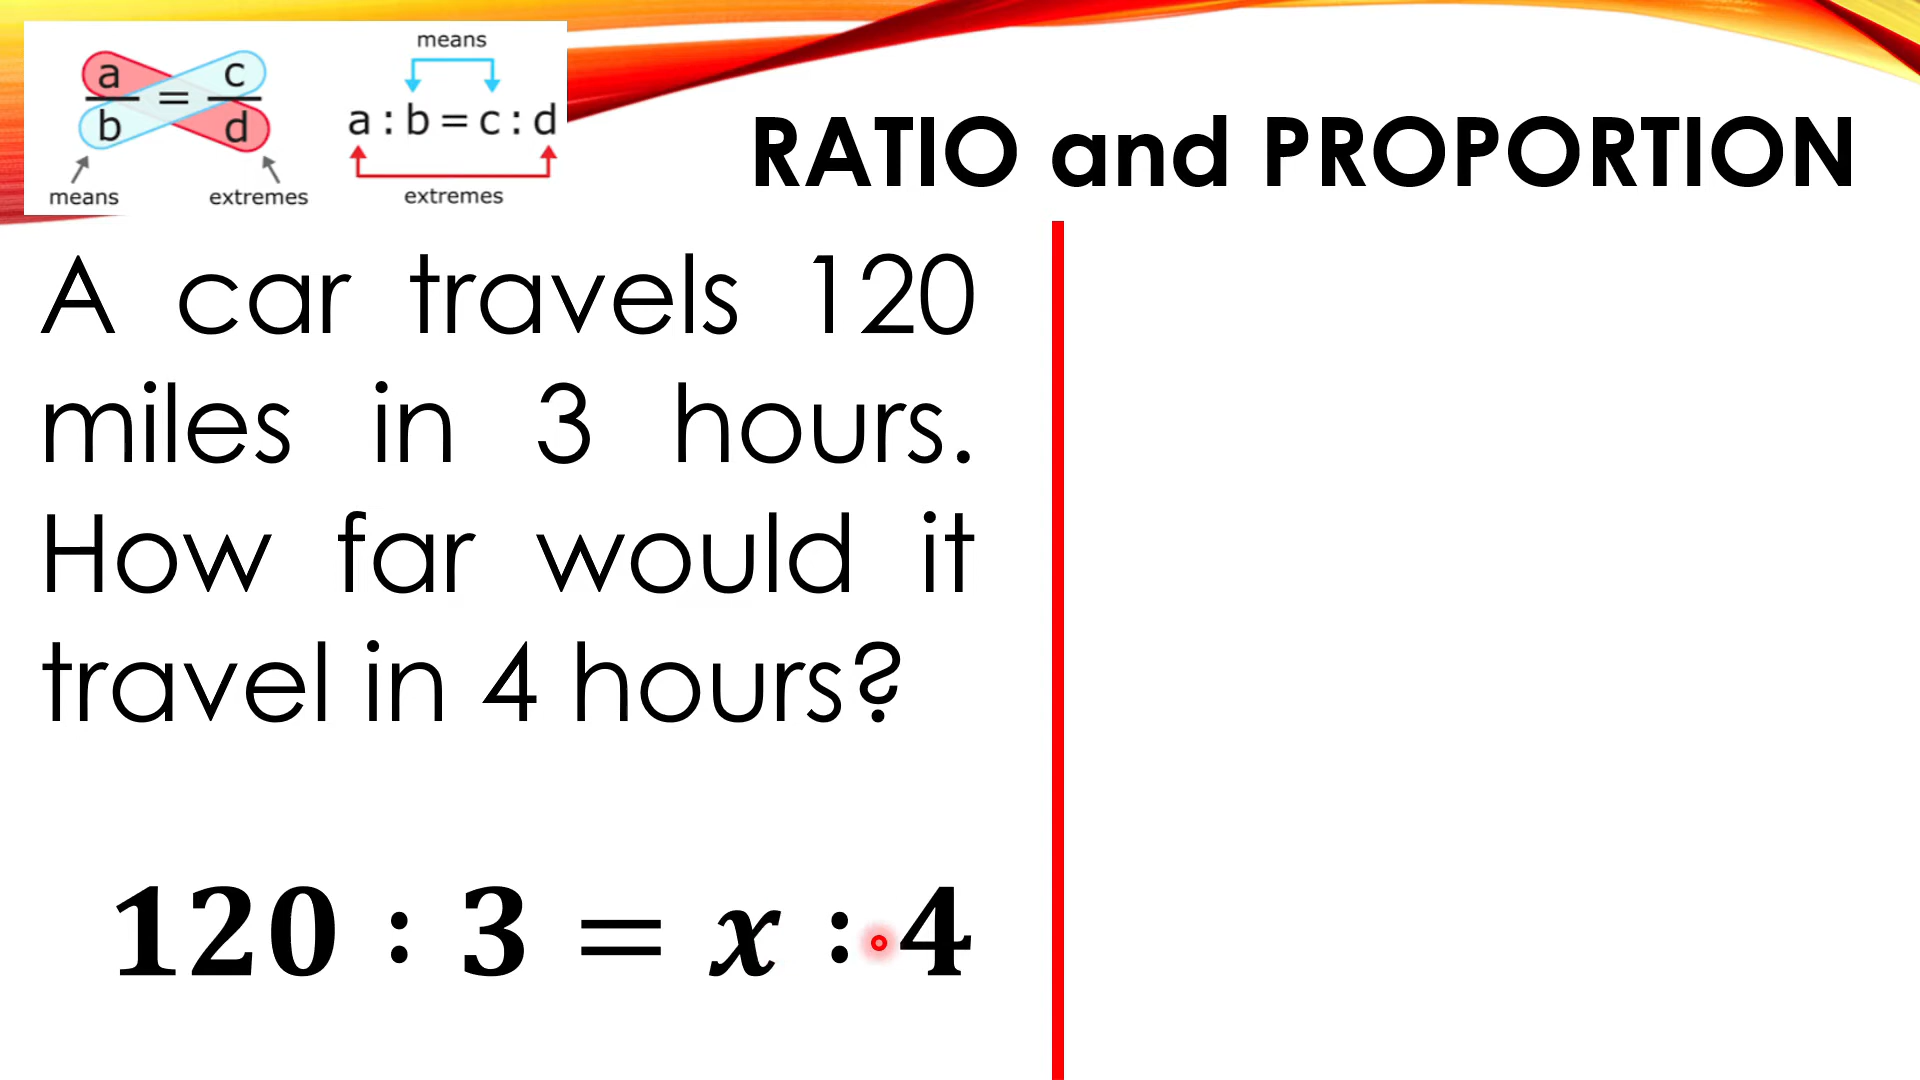 means
a c
=
b d
means extremes
means
a : b = c : d
extremes
RATIO and PROPORTION
A car travels 120
miles in 3 hours.
How far would it
travel in 4 hours?
120 : 3 = x : 4